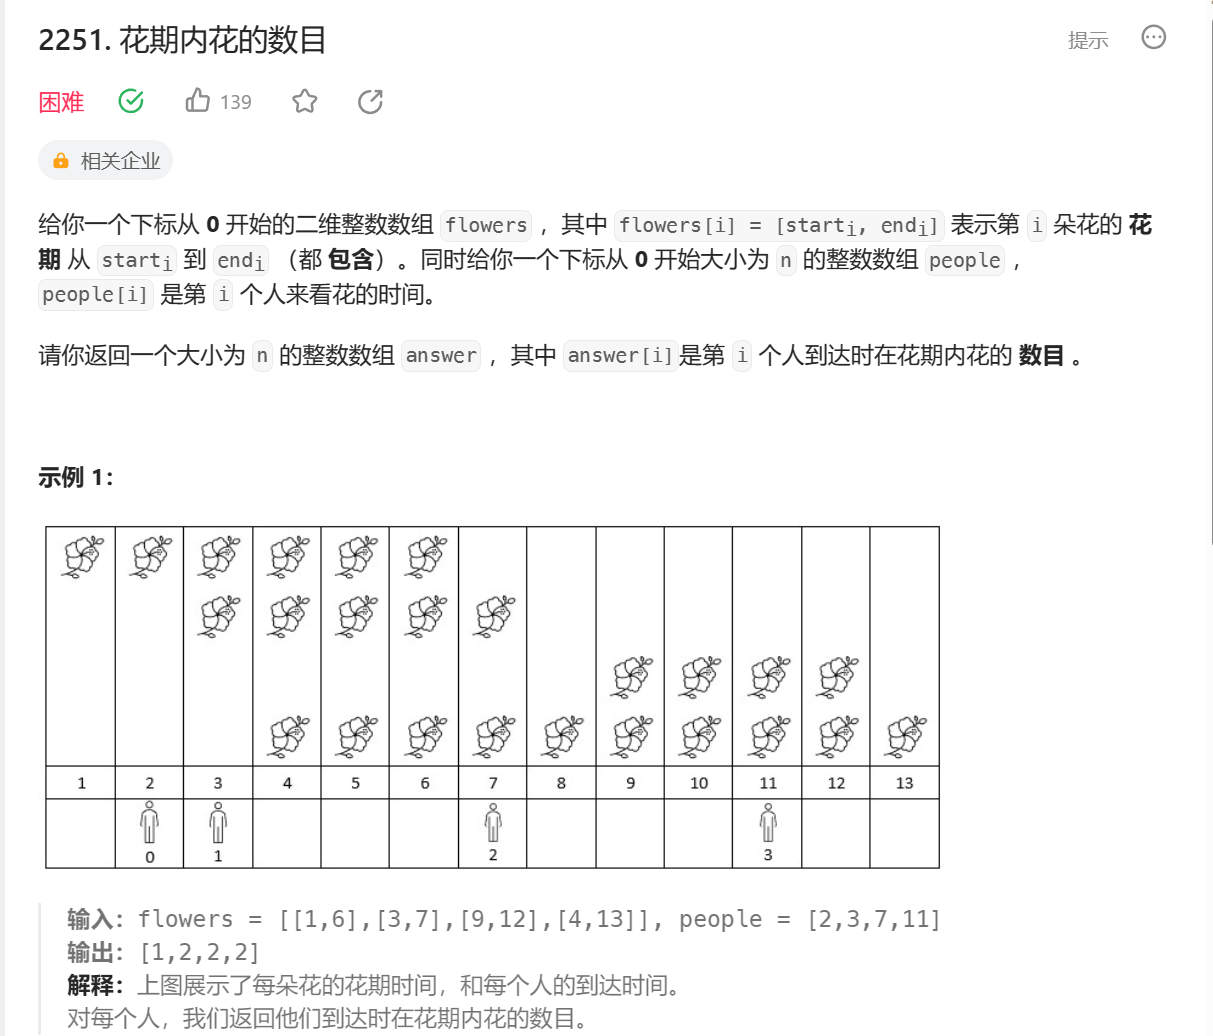 2251. 花期内花的数目
提示
困难
139
相关企业
给你一个下标从 0 开始的二维整数数组 flowers ，其中 flowers[i] = [starti, endi] 表示第 i 朵花的 花
期 从 starti 到 endi （都 包含）。同时给你一个下标从 0 开始大小为 n 的整数数组 people ，
people[i] 是第 i 个人来看花的时间。
请你返回一个大小为 n 的整数数组 answer ，其中 answer[i]是第 i 个人到达时在花期内花的 数目 。
示例 1：
1 2 3 4 5 6 7 8 9 10 11 12 13
0 1 2 3
输入：flowers = [[1,6],[3,7],[9,12],[4,13]], people = [2,3,7,11]
输出：[1,2,2,2]
解释：上图展示了每朵花的花期时间，和每个人的到达时间。
对每个人，我们返回他们到达时在花期内花的数目。